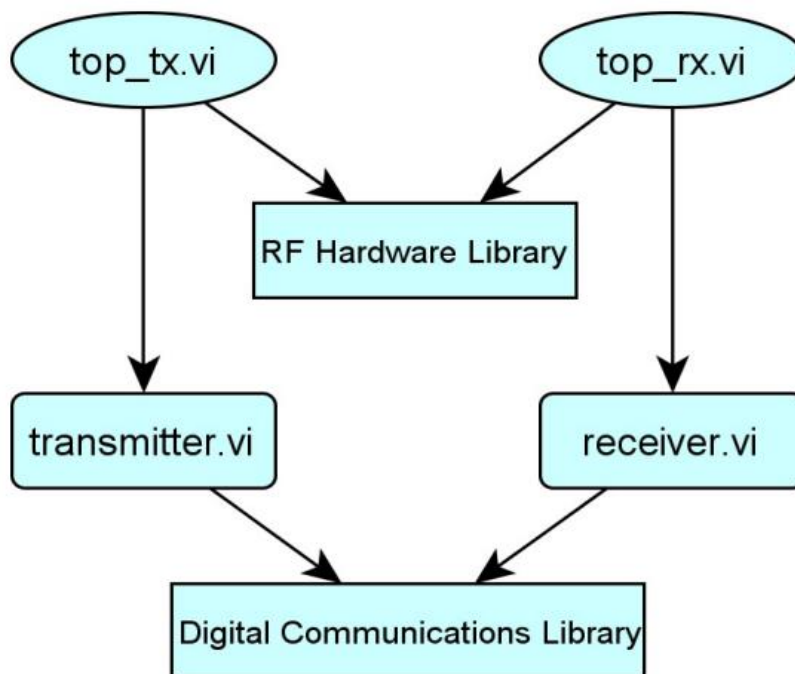 top_tx.vi
top_rx.vi
RF Hardware Library
transmitter.vi
receiver.vi
Digital Communications Library